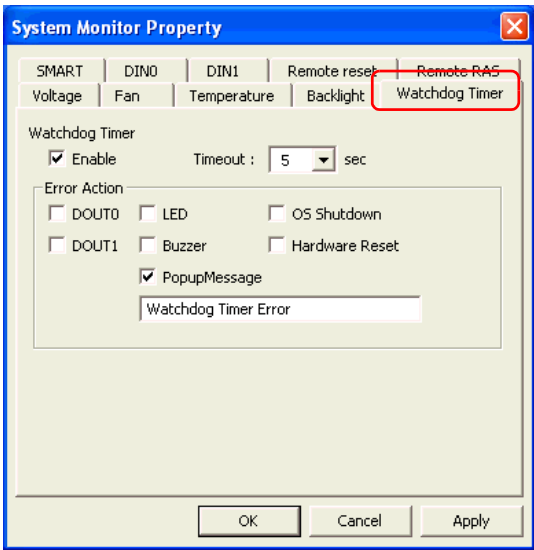 System Monitor Property
SMART DIN0 DIN1 Remote reset Remote RAS
Voltage Fan Temperature Backlight Watchdog Timer
Watchdog Timer
Enable Timeout : 5 sec
Error Action
DOUT0 LED OS Shutdown
DOUT1 Buzzer Hardware Reset
PopupMessage
Watchdog Timer Error
OK Cancel Apply